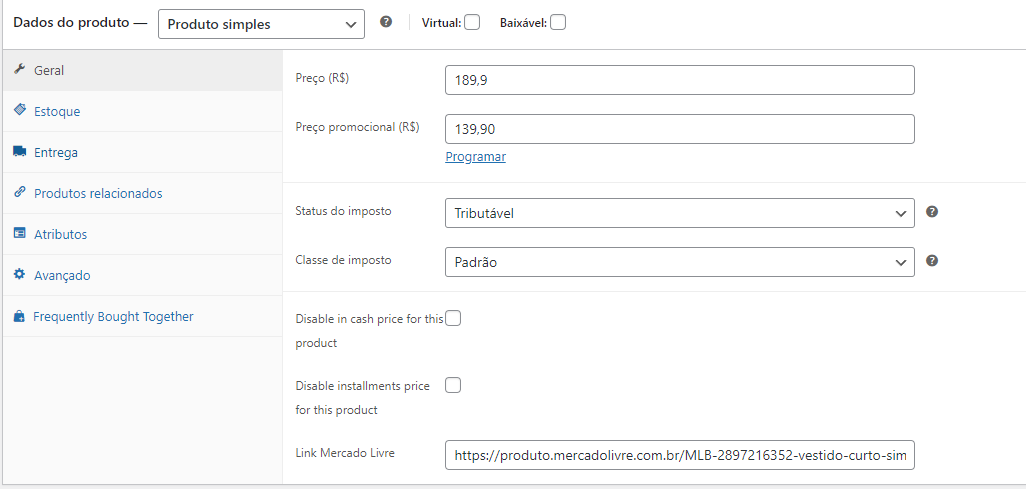 Dados do produto — Produto simples Virtual: Baixável:
Geral
Estoque
Entrega
Produtos relacionados
Atributos
Avançado
Frequently Bought Together
Preço (R$) 189,9
Preço promocional (R$) 139,90
Programar
Status do imposto Tributável
Classe de imposto Padrão
Disable in cash price for this
product
Disable installments price
for this product
Link Mercado Livre https://produto.mercadolivre.com.br/MLB-2897216352-vestido-curto-sim